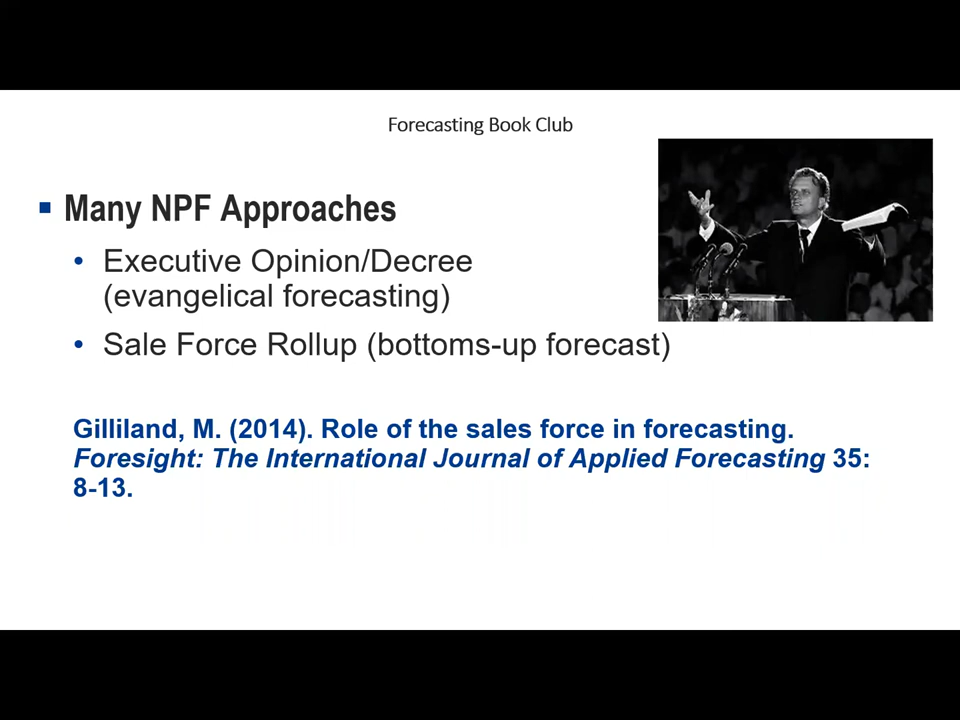 Forecasting Book Club
Many NPF Approaches
Executive Opinion/Decree
(evangelical forecasting)
Sale Force Rollup (bottoms-up forecast)
Gilliland, M. (2014). Role of the sales force in forecasting.
Foresight: The International Journal of Applied Forecasting 35:
8-13.